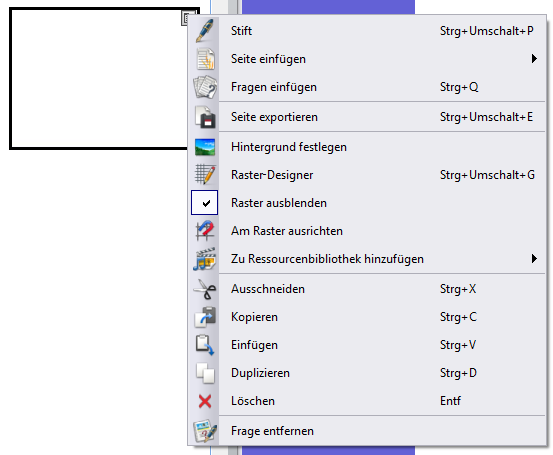 Stift Strg+Umschalt+P
Seite einfügen
Fragen einfügen Strg+Q
Seite exportieren Strg+Umschalt+E
Hintergrund festlegen
Raster-Designer Strg+Umschalt+G
Raster ausblenden
Am Raster ausrichten
Zu Ressourcenbibliothek hinzufügen
Ausschneiden Strg+X
Kopieren Strg+C
Einfügen Strg+V
Duplizieren Strg+D
Löschen Entf
Frage entfernen